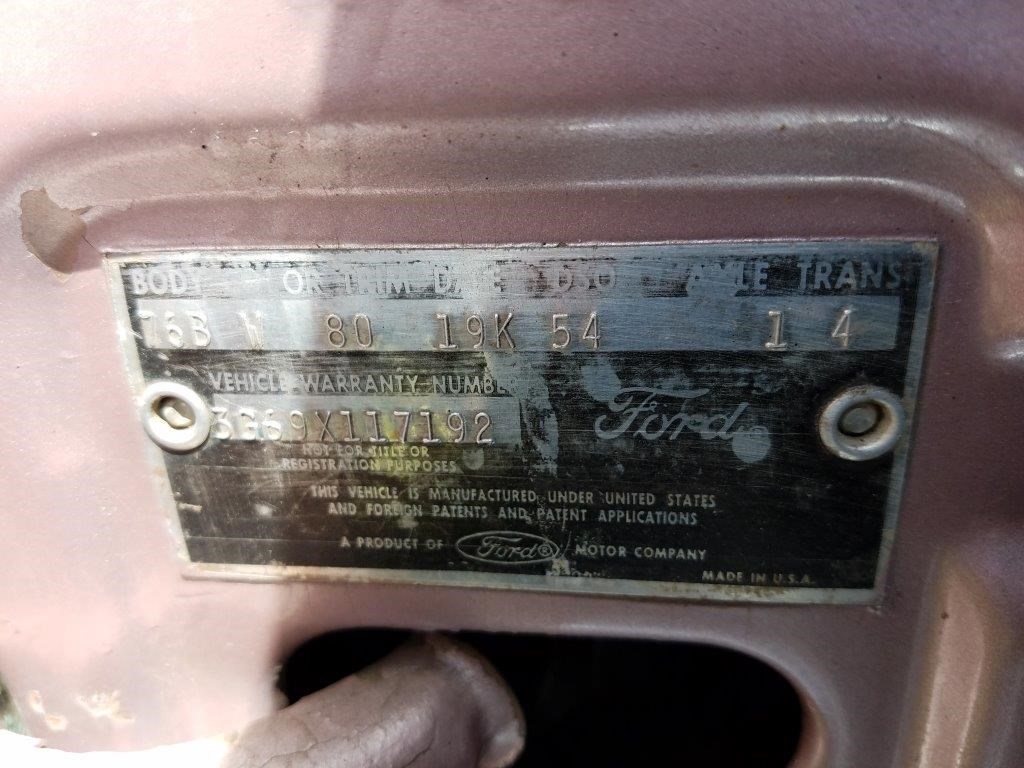 BODY OR TRIM DATE DSO AXLE TRANS
76B W 80 19K 54 1 4
VEHICLE WARRANTY NUMBE
3G69X117192
Ford
NOT FOR TITLE OR
REGISTRATION PURPOSES
THIS VEHICLE IS MANUFACTURED UNDER UNITED STATES
AND FOREIGN PATENTS AND PATENT APPLICATIONS
A PRODUCT OF Ford® MOTOR COMPANY
MADE IN U.S.A.